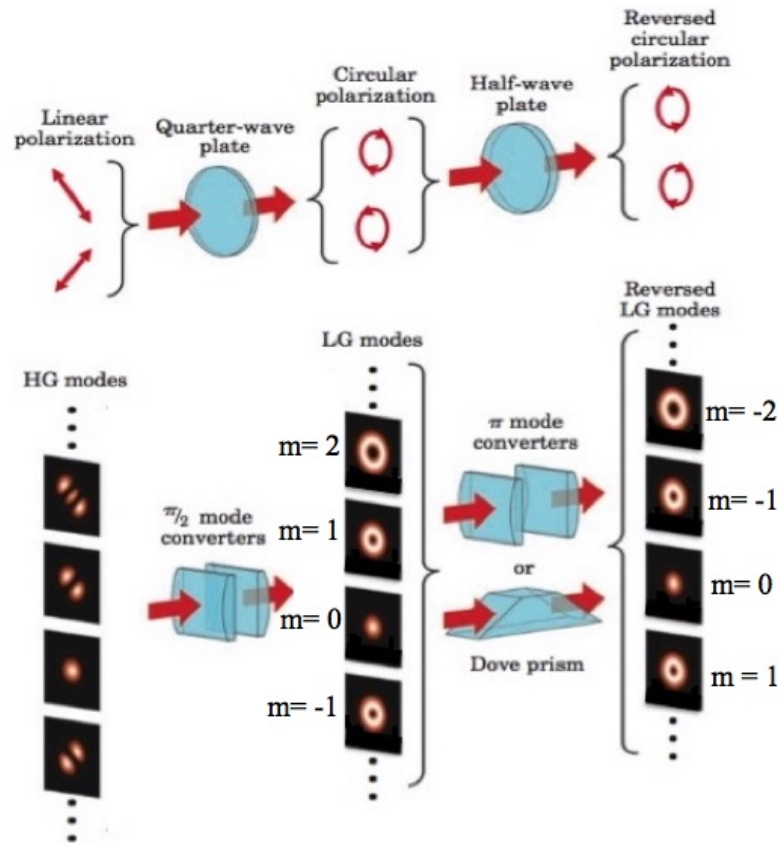 Reversed
circular
polarization
Circular
polarization
Half-wave
plate
Linear
polarization
Quarter-wave
plate
Reversed
LG modes
LG modes
HG modes
m= -2
π mode
converters
m= 2
m= -1
π/2 mode
converters
m= 1
or
m= 0
m= 0
Dove prism
m = 1
m= -1